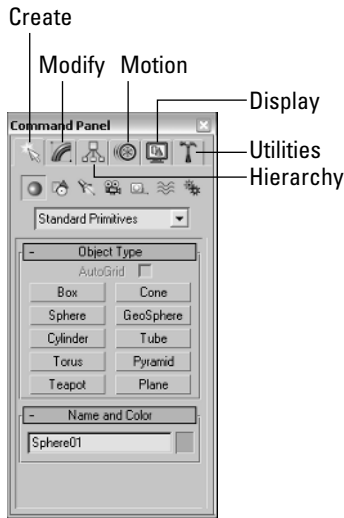 Create
Modify Motion
Display
Command Panel
Utilities
Hierarchy
Standard Primitives
- Object Type
AutoGrid
Box Cone
Sphere GeoSphere
Cylinder Tube
Torus Pyramid
Teapot Plane
- Name and Color
Sphere01